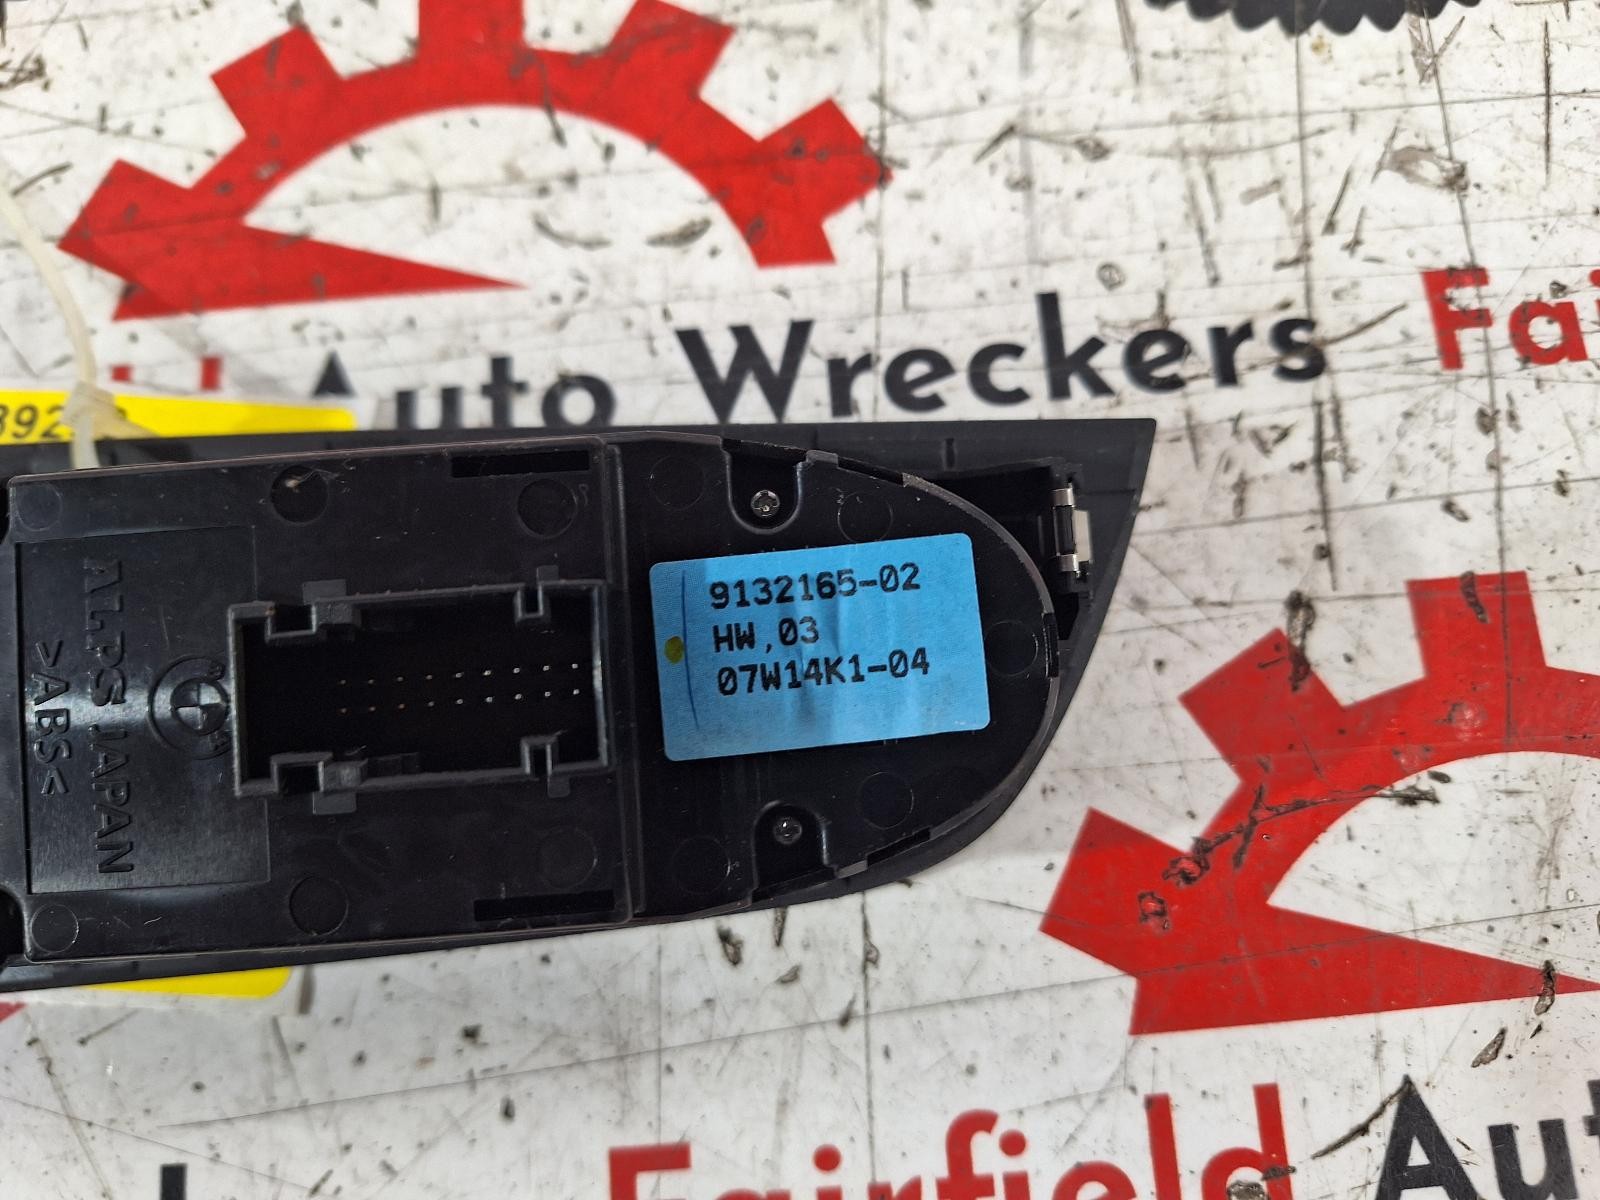 Auto Wreckers
Fai
9132165-02
HW,03
07W14K1-04
ALPS JAPAN
>ABS<
Fairfield Aut